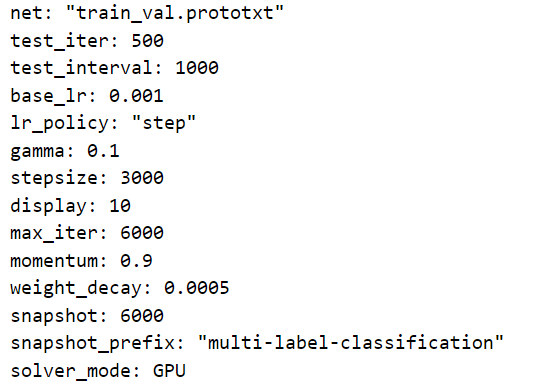 net: "train_val.prototxt"
test_iter: 500
test_interval: 1000
base_lr: 0.001
lr_policy: "step"
gamma: 0.1
stepsize: 3000
display: 10
max_iter: 6000
momentum: 0.9
weight_decay: 0.0005
snapshot: 6000
snapshot_prefix: "multi-label-classification"
solver_mode: GPU